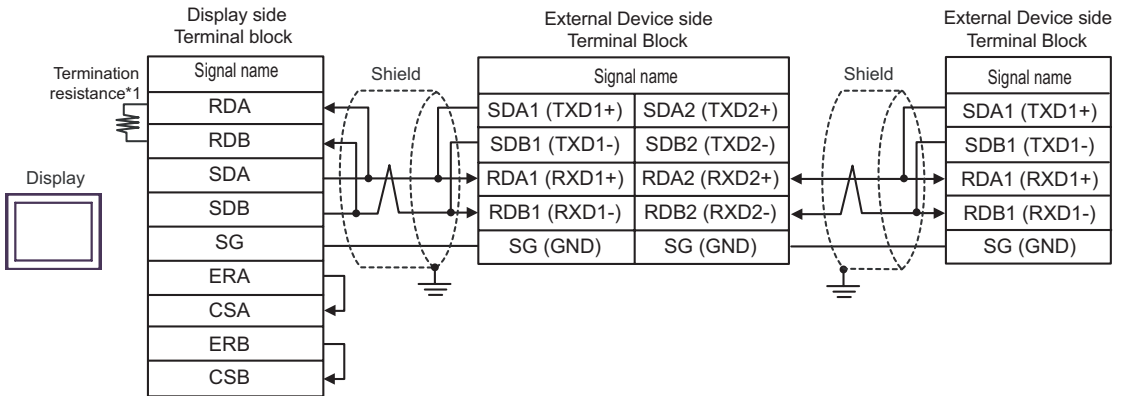 Display side
Terminal block
External Device side
Terminal Block
External Device side
Terminal Block
Termination
resistance*1
Signal name
RDA
RDB
SDA
SDB
SG
ERA
CSA
ERB
CSB
Display
Shield
Signal name
SDA1 (TXD1+) SDA2 (TXD2+)
SDB1 (TXD1-) SDB2 (TXD2-)
RDA1 (RXD1+) RDA2 (RXD2+)
RDB1 (RXD1-) RDB2 (RXD2-)
SG (GND) SG (GND)
Shield
Signal name
SDA1 (TXD1+)
SDB1 (TXD1-)
RDA1 (RXD1+)
RDB1 (RXD1-)
SG (GND)